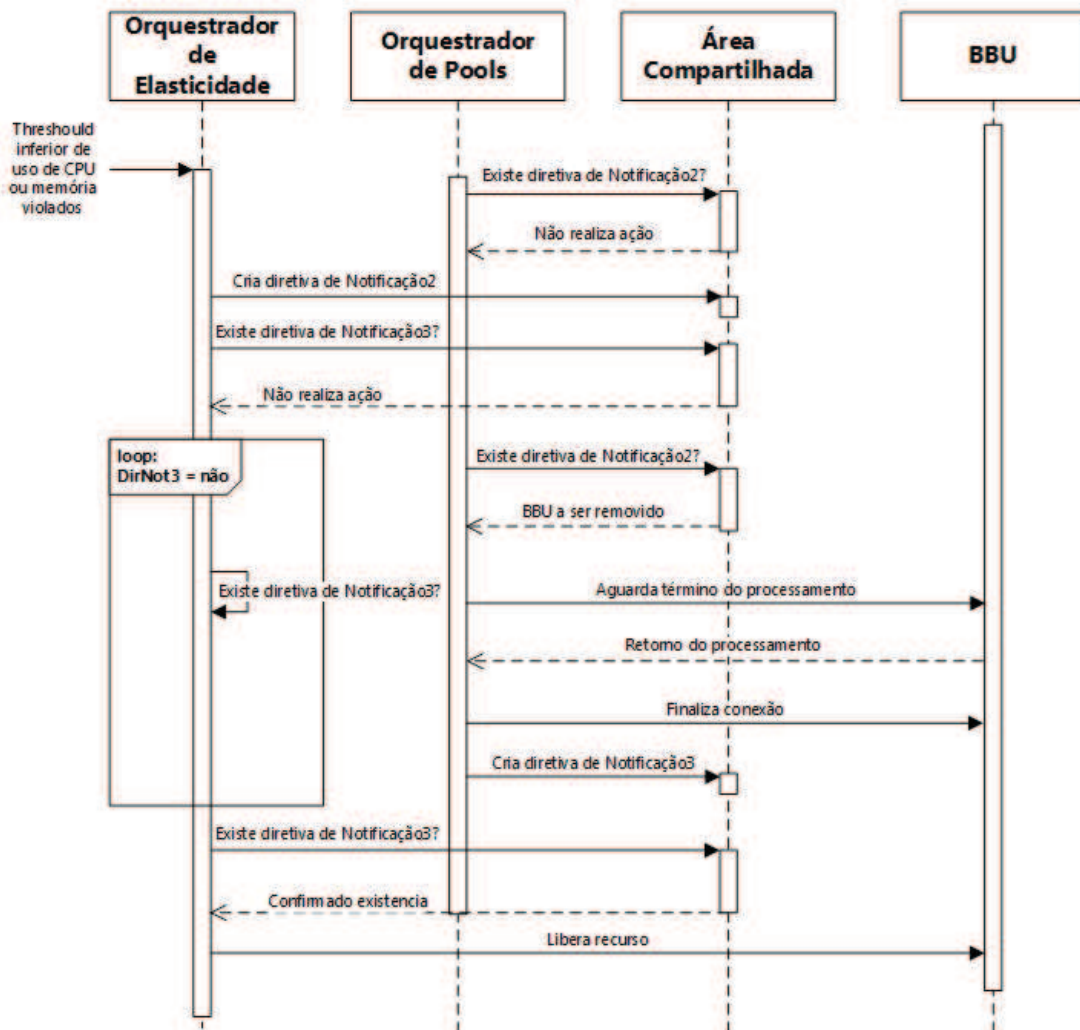 Orquestrador
de
Elasticidade
Orquestrador
de Pools
Área
Compartilhada
BBU
Threshould
inferior de
uso de CPU
ou memória
violados
Existe diretiva de Notificação2?
Não realiza ação
Cria diretiva de Notificação2
Existe diretiva de Notificação3?
Não realiza ação
loop:
DirNot3 = não
Existe diretiva de Notificação2?
BBU a ser removido
Existe diretiva de Notificação3?
Aguarda término do processamento
Retorno do processamento
Finaliza conexão
Cria diretiva de Notificação3
Existe diretiva de Notificação3?
Confirmado existencia
Libera recurso